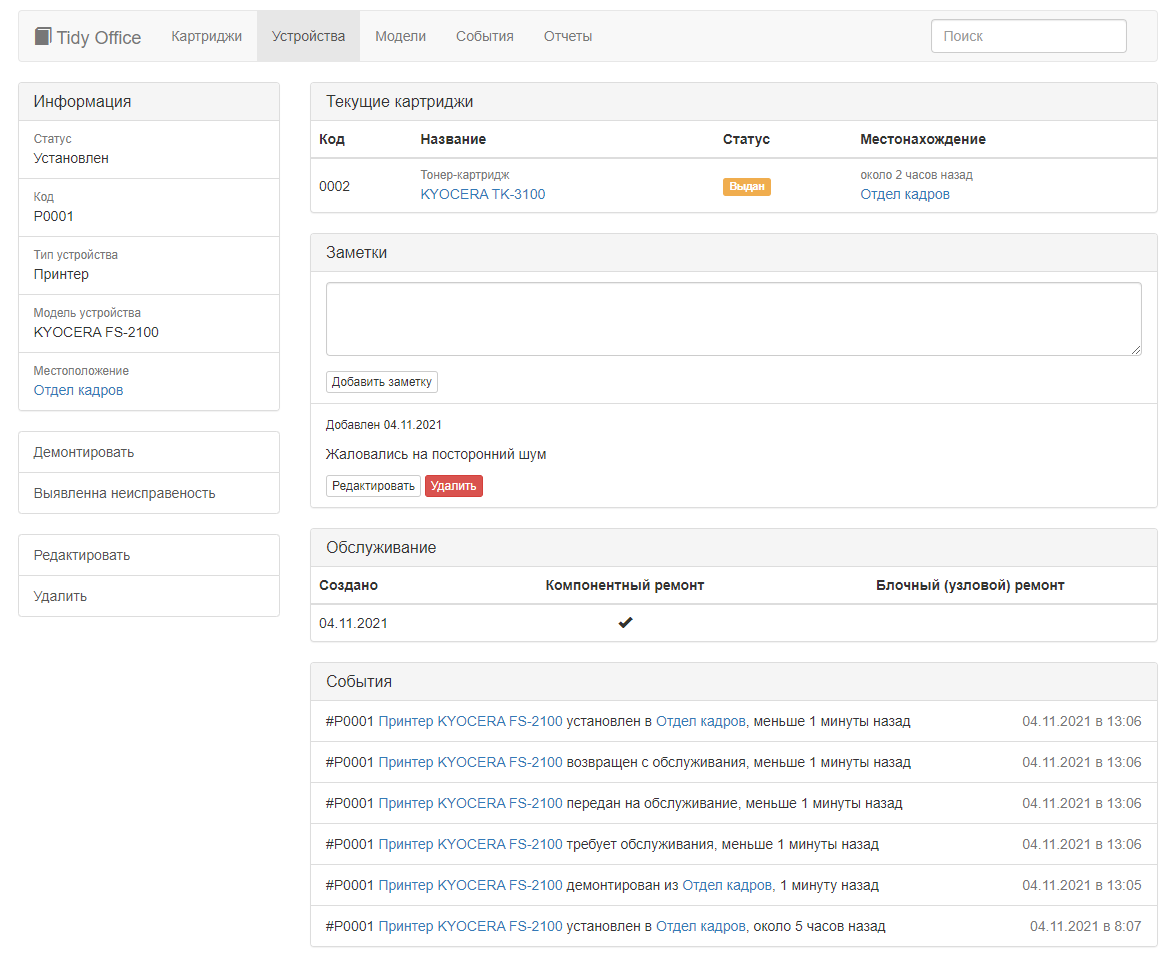 Tidy Office Картриджи Устройства Модели События Отчеты Поиск
Информация
Статус
Установлен
Код
P0001
Тип устройства
Принтер
Модель устройства
KYOCERA FS-2100
Местоположение
Отдел кадров
Демонтировать
Выявленна неисправеность
Редактировать
Удалить
Текущие картриджи
Код Название Статус Местонахождение
0002 Тонер-картридж KYOCERA TK-3100 Выдан около 2 часов назад Отдел кадров
Заметки
Добавить заметку
Добавлен 04.11.2021
Жаловались на посторонний шум
Редактировать Удалить
Обслуживание
Создано Компонентный ремонт Блочный (узловой) ремонт
04.11.2021 ✔
События
#P0001 Принтер KYOCERA FS-2100 установлен в Отдел кадров, меньше 1 минуты назад 04.11.2021 в 13:06
#P0001 Принтер KYOCERA FS-2100 возвращен с обслуживания, меньше 1 минуты назад 04.11.2021 в 13:06
#P0001 Принтер KYOCERA FS-2100 передан на обслуживание, меньше 1 минуты назад 04.11.2021 в 13:06
#P0001 Принтер KYOCERA FS-2100 требует обслуживания, меньше 1 минуты назад 04.11.2021 в 13:06
#P0001 Принтер KYOCERA FS-2100 демонтирован из Отдел кадров, 1 минуту назад 04.11.2021 в 13:05
#P0001 Принтер KYOCERA FS-2100 установлен в Отдел кадров, около 5 часов назад 04.11.2021 в 8:07